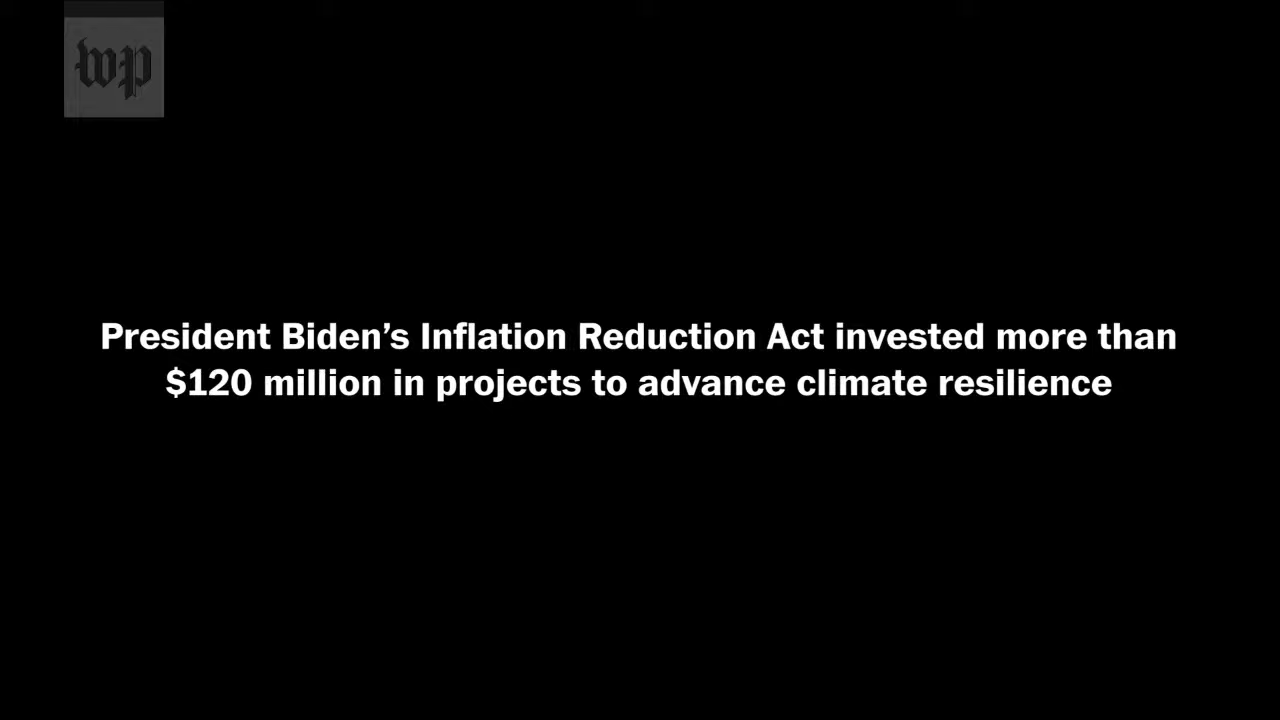 wp
President Biden’s Inflation Reduction Act invested more than
$120 million in projects to advance climate resilience